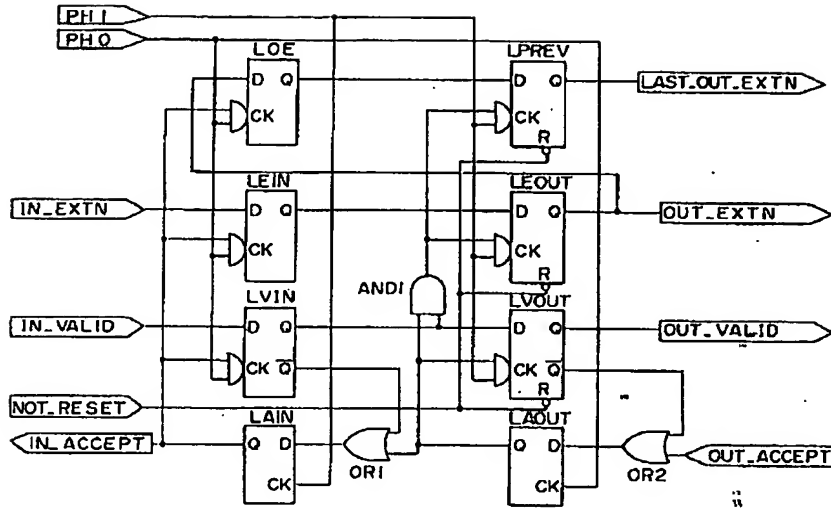 PH1
PH0
LOE
LPREV
D Q
D Q
LAST_OUT_EXTN
CK
CK
R
LEIN
LEOUT
IN_EXTN
D Q
D Q
OUT_EXTN
CK
CK
R
AND1
LVIN
LVOUT
IN_VALID
D Q
D Q
OUT_VALID
CK Q
CK Q
R
NOT_RESET
LAIN
LAOUT
IN_ACCEPT
Q D
Q D
OUT_ACCEPT
OR1
OR2
CK
CK